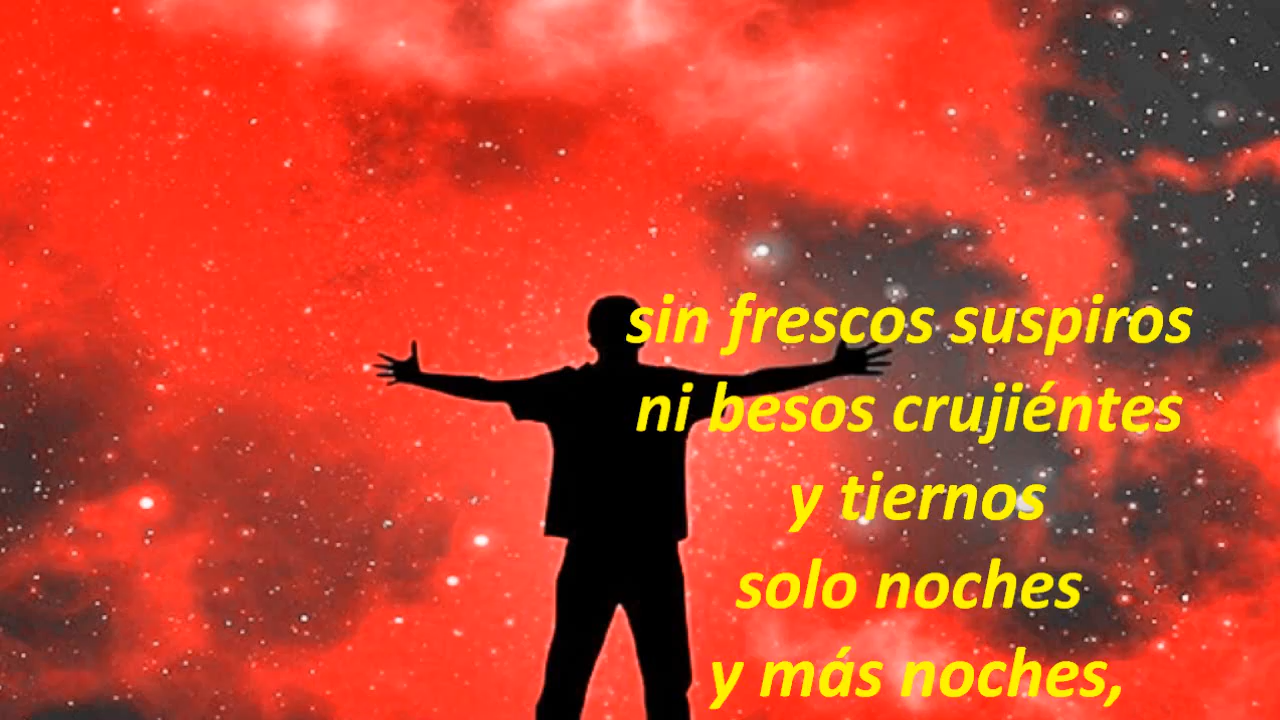 sin frescos suspiros
ni besos crujiéntes
y tiernos
solo noches
y más noches,